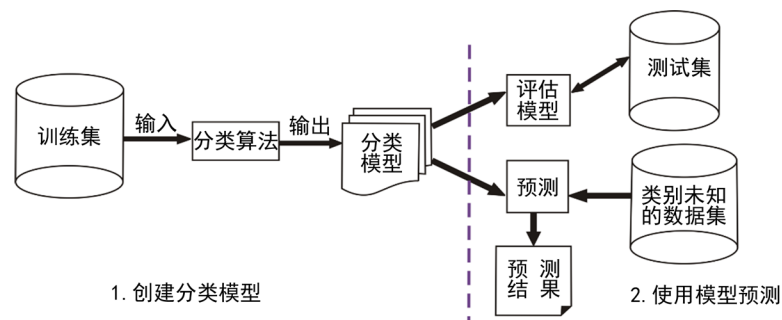 训练集
输入
分类算法
输出
分类
模型
评估
模型
测试集
预测
类别未知
的数据集
预 测
结 果
1.创建分类模型
2.使用模型预测